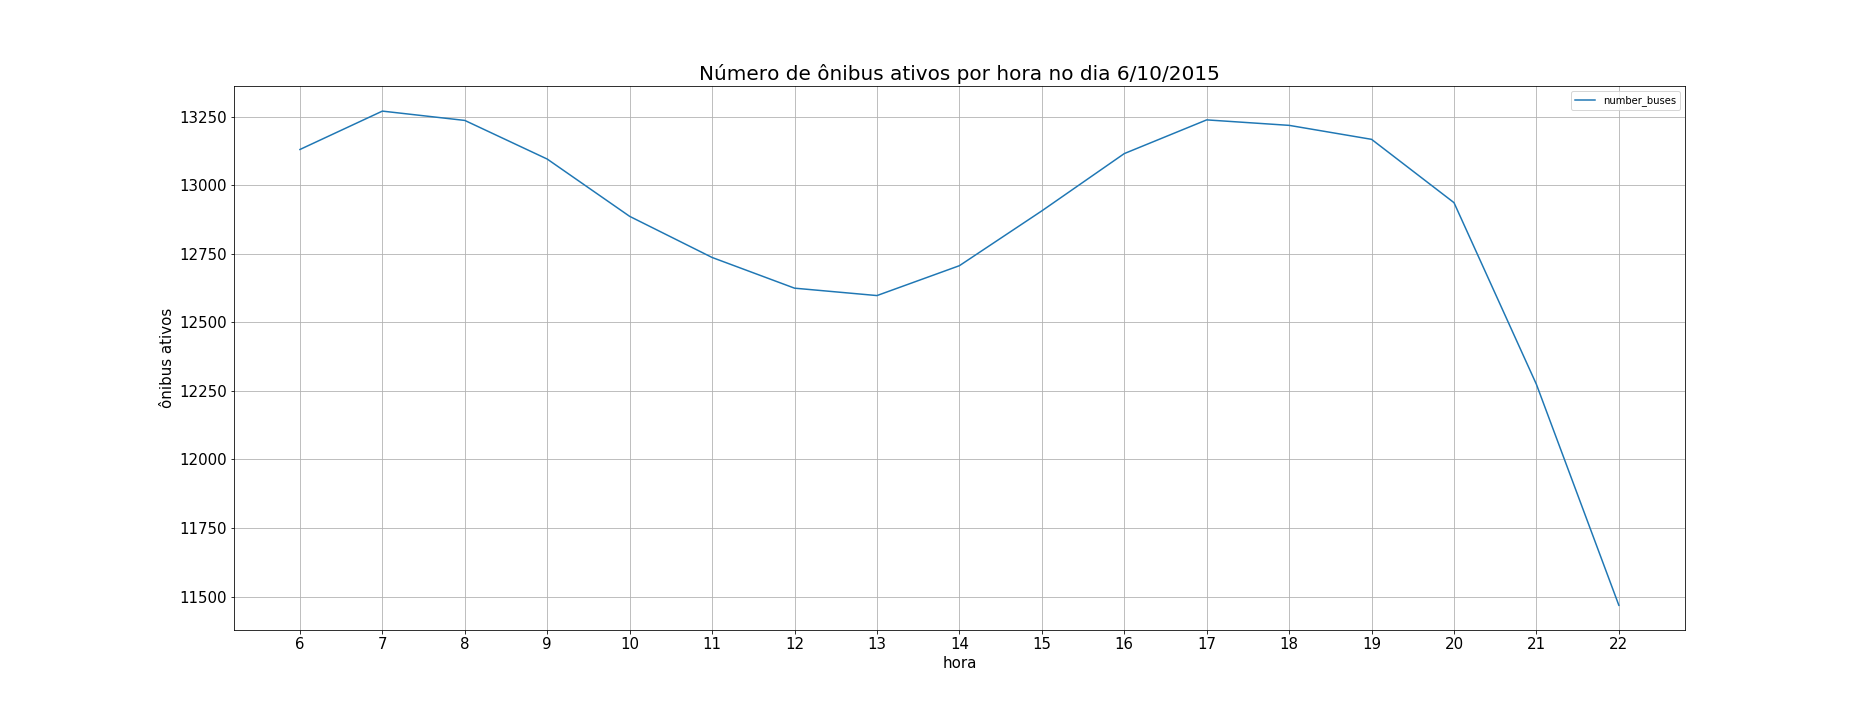 Número de ônibus ativos por hora no dia 6/10/2015
number_buses
13250
13000
12750
12500
12250
12000
11750
11500
ônibus ativos
6 7 8 9 10 11 12 13 14 15 16 17 18 19 20 21 22
hora